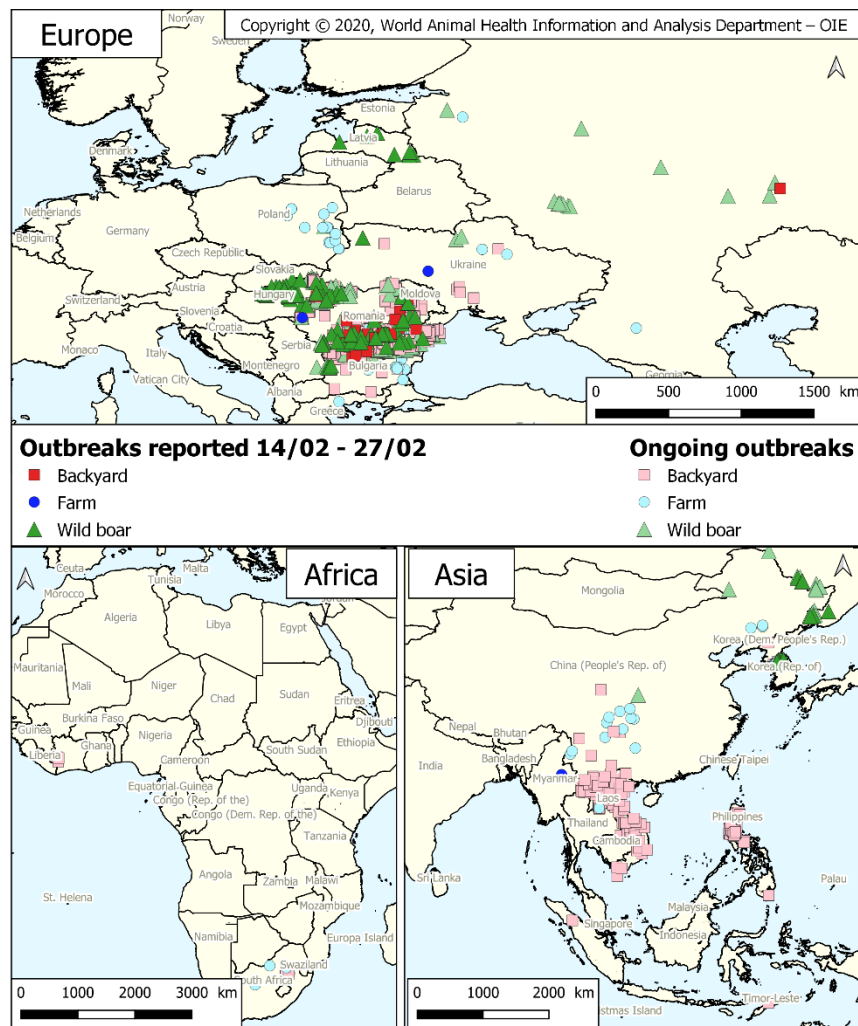 Europe
Copyright © 2020, World Animal Health Information and Analysis Department – OIE
Norway
Sweden
Estonia
Latvia
Denmark
Lithuania
Belarus
Netherlands
Poland
Germany
Belgium
Czech Republic
Ukraine
Slovakia
Austria
Hungary
Moldova
Switzerland
Slovenia
Romania
Croatia
Serbia
Monaco
Italy
Montenegro
Bulgaria
Vatican City
Albania
Georgia
Greece
0 500 1000 1500 km
Outbreaks reported 14/02 - 27/02
Backyard
Farm
Wild boar
Ongoing outbreaks
Backyard
Farm
Wild boar
Africa
Ceuta
Malta
Tunisia
Morocco
Jordan
Algeria
Libya
Egypt
Mauritania
Mali
Niger
Chad
Sudan
Eritrea
Burkina Faso
Djibouti
Guinea
Nigeria
Ghana
Liberia
South Sudan
Ethiopia
Cameroon
Equatorial Guinea
Uganda
Congo (Rep. of the)
Kenya
Congo (Dem. Rep. of the)
Tanzania
Angola
Malawi
Zambia
St. Helena
Mozambique
Namibia
Europa Island
Swaziland
South Africa
0 1000 2000 3000 km
Asia
Mongolia
Korea (Dem. People's Rep.)
China (People's Rep. of)
Korea (Rep. of)
Nepal
Bhutan
Bangladesh
Chinese Taipei
India
Myanmar
Laos
Thailand
Philippines
Cambodia
Sri Lanka
Palau
Malaysia
Singapore
Indonesia
Timor-Leste
stmas Island
0 1000 2000 km